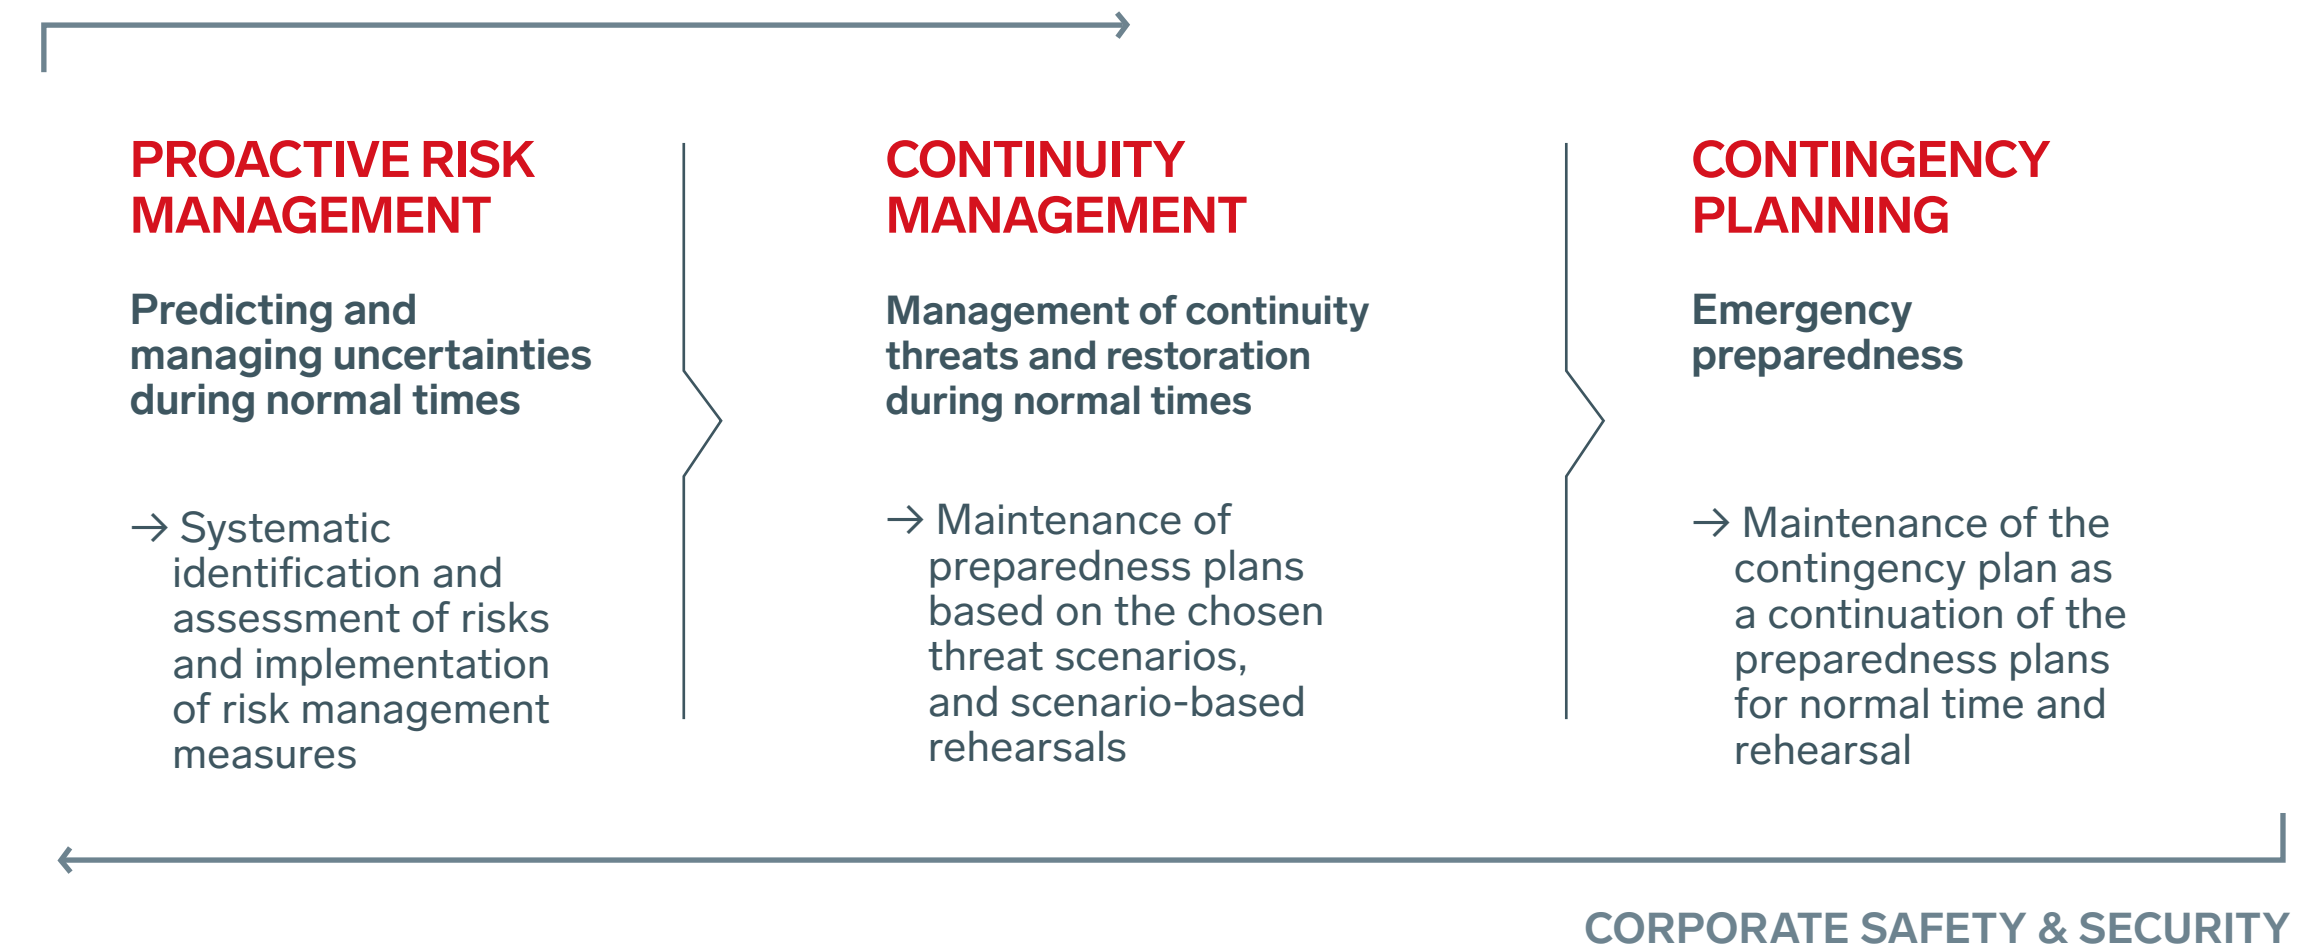 PROACTIVE RISK
MANAGEMENT
Predicting and
managing uncertainties
during normal times
→ Systematic
identification and
assessment of risks
and implementation
of risk management
measures
CONTINUITY
MANAGEMENT
Management of continuity
threats and restoration
during normal times
→ Maintenance of
preparedness plans
based on the chosen
threat scenarios,
and scenario-based
rehearsals
CONTINGENCY
PLANNING
Emergency
preparedness
→ Maintenance of the
contingency plan as
a continuation of the
preparedness plans
for normal time and
rehearsal
CORPORATE SAFETY & SECURITY